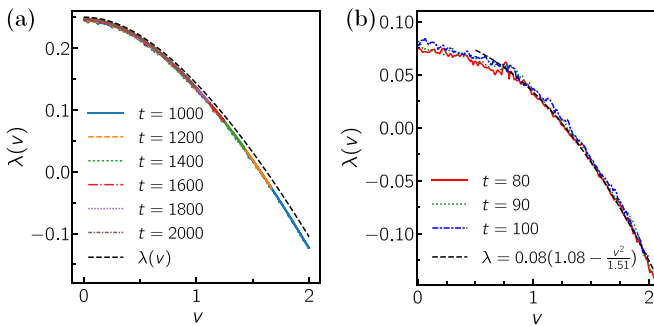 (a)
λ(v)
0.2
0.1
0.0
−0.1
t = 1000
t = 1200
t = 1400
t = 1600
t = 1800
t = 2000
λ(v)
0
1
2
v
(b)
λ(v)
0.10
0.05
0.00
−0.05
−0.10
t = 80
t = 90
t = 100
λ = 0.08(1.08 − v²/1.51)
0
1
2
v